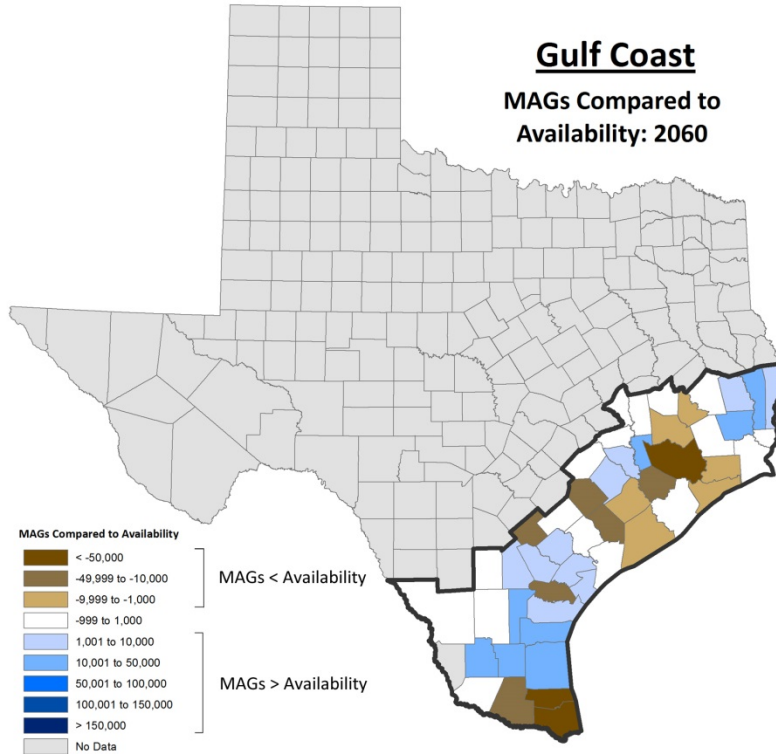 Gulf Coast
MAGs Compared to
Availability: 2060
MAGs Compared to Availability
< -50,000
-49,999 to -10,000
-9,999 to -1,000
-999 to 1,000
1,001 to 10,000
10,001 to 50,000
50,001 to 100,000
100,001 to 150,000
> 150,000
No Data
MAGs < Availability
MAGs > Availability